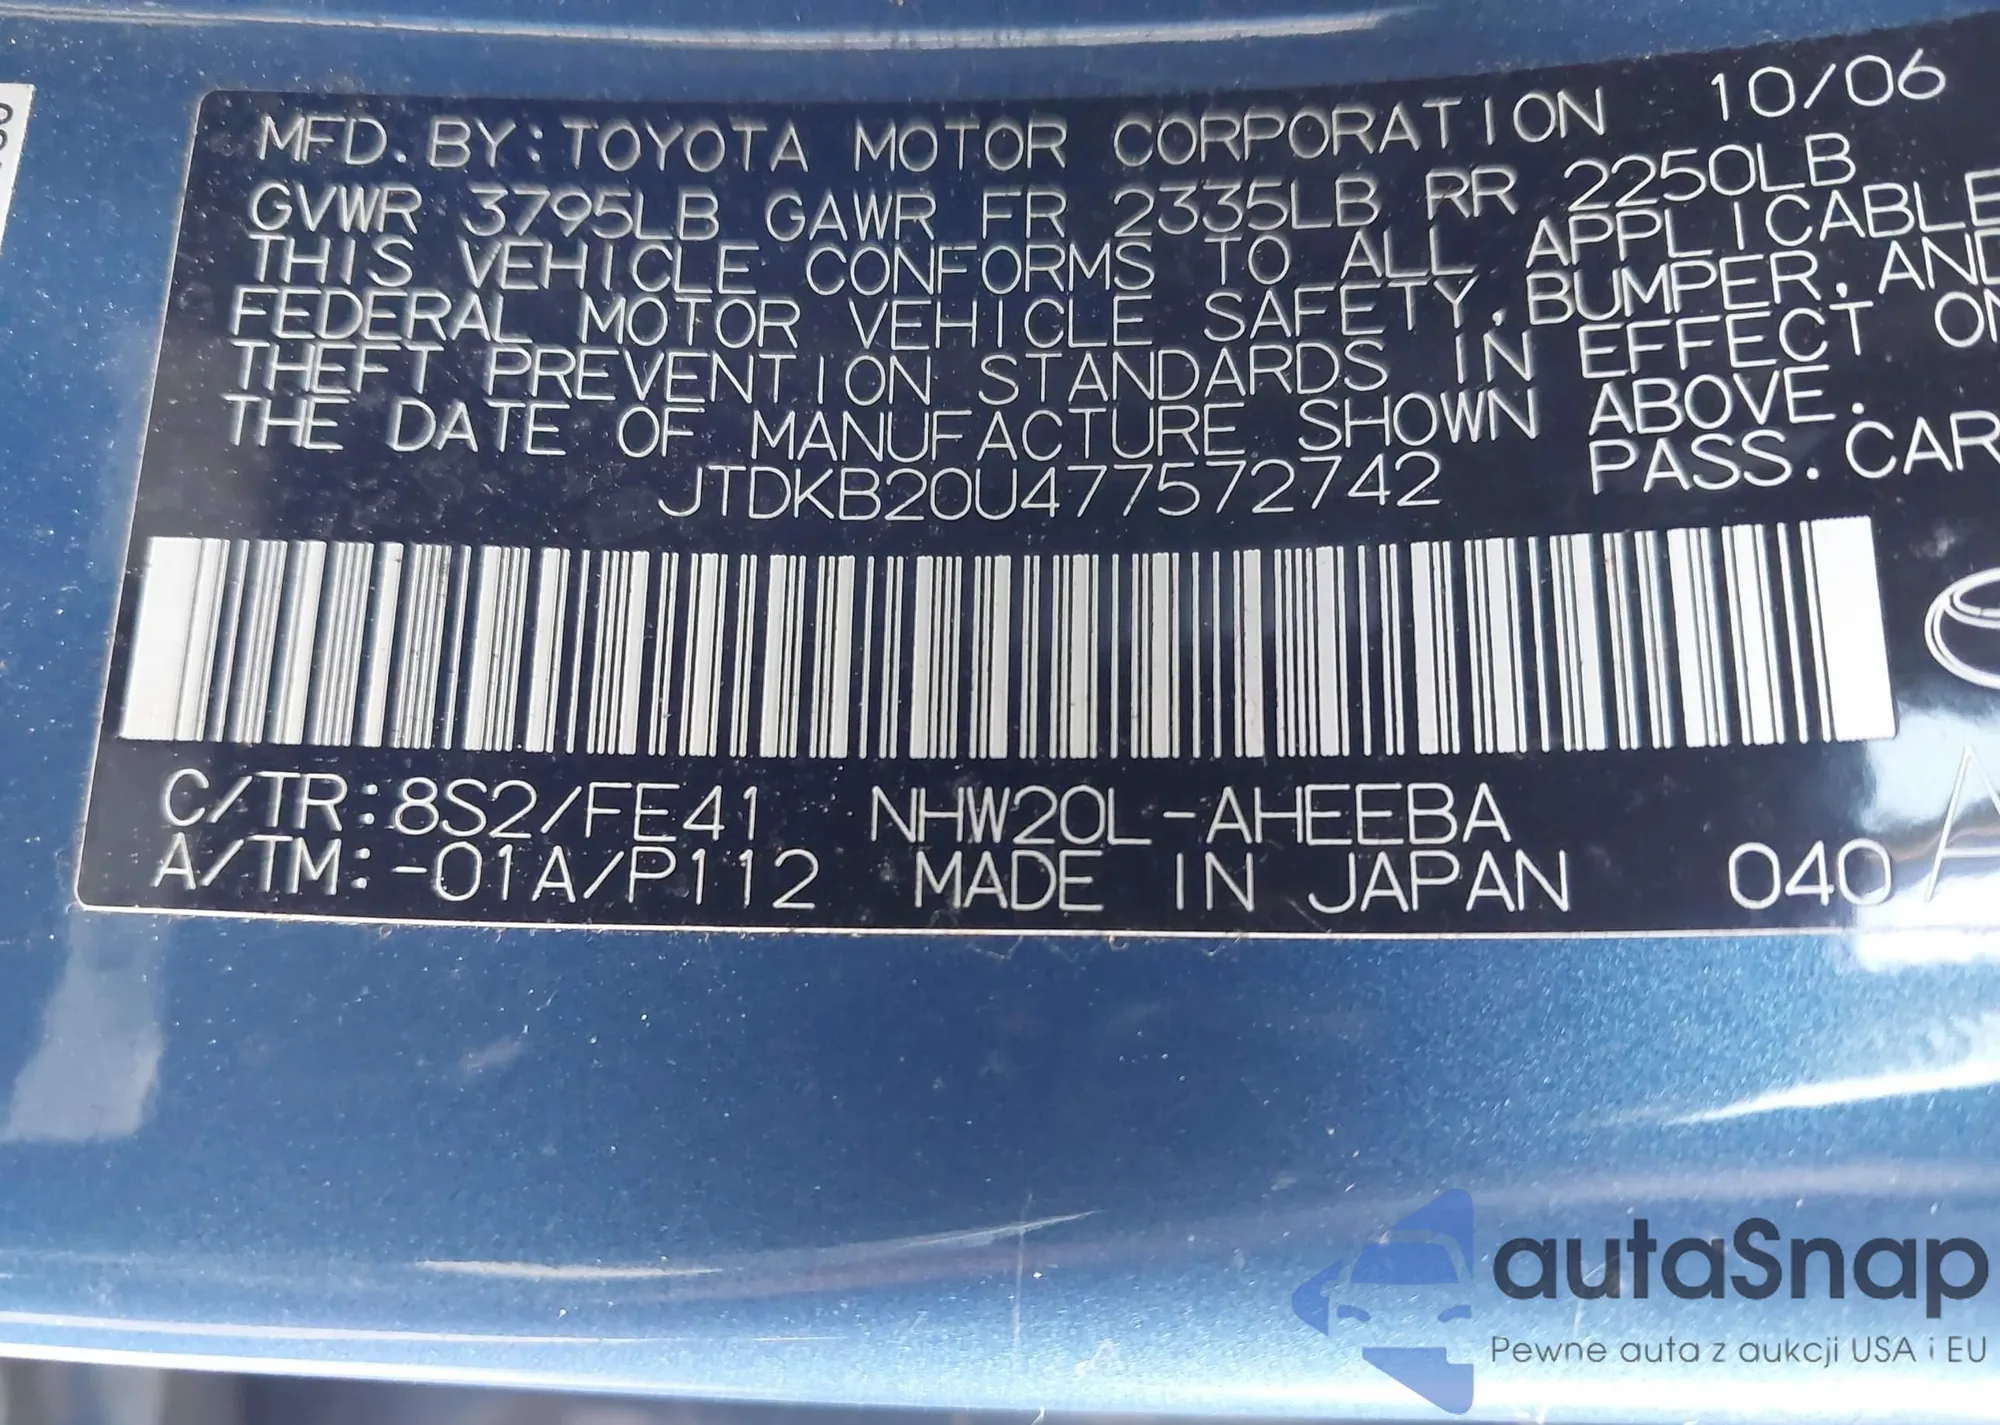 MFD. BY: TOYOTA MOTOR CORPORATION 10/06
GVWR 3795LB GAWR FR 2335LB RR 2250LB
THIS VEHICLE CONFORMS TO ALL APPLICABLE
FEDERAL MOTOR VEHICLE SAFETY, BUMPER, AND
THEFT PREVENTION STANDARDS IN EFFECT ON
THE DATE OF MANUFACTURE SHOWN ABOVE.
JTDKB20U477572742 PASS. CAR
C/TR:8S2/FE41 NHW20L-AHEEBA
A/TM:-01A/P112 MADE IN JAPAN 040
autaSnap
Pewne auta z aukcji USA i EU